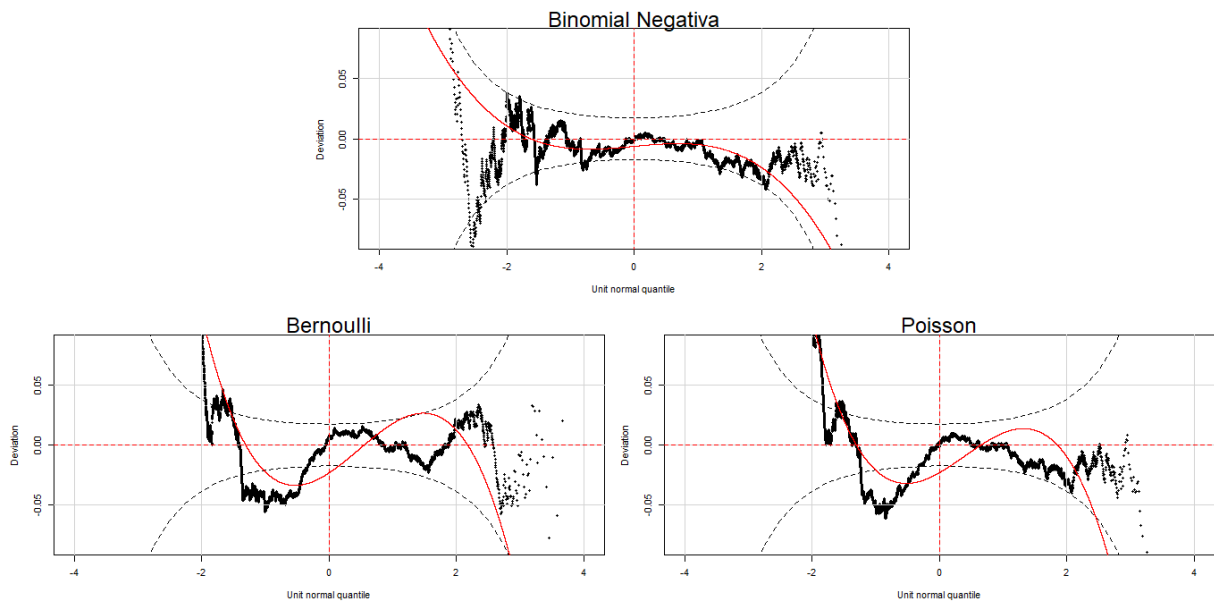 Binomial Negativa
0.05
0.00
-0.05
Deviation
-4 -2 0 2 4
Unit normal quantile
Bernoulli
0.05
0.00
-0.05
Deviation
-4 -2 0 2 4
Unit normal quantile
Poisson
0.05
0.00
-0.05
Deviation
-4 -2 0 2 4
Unit normal quantile